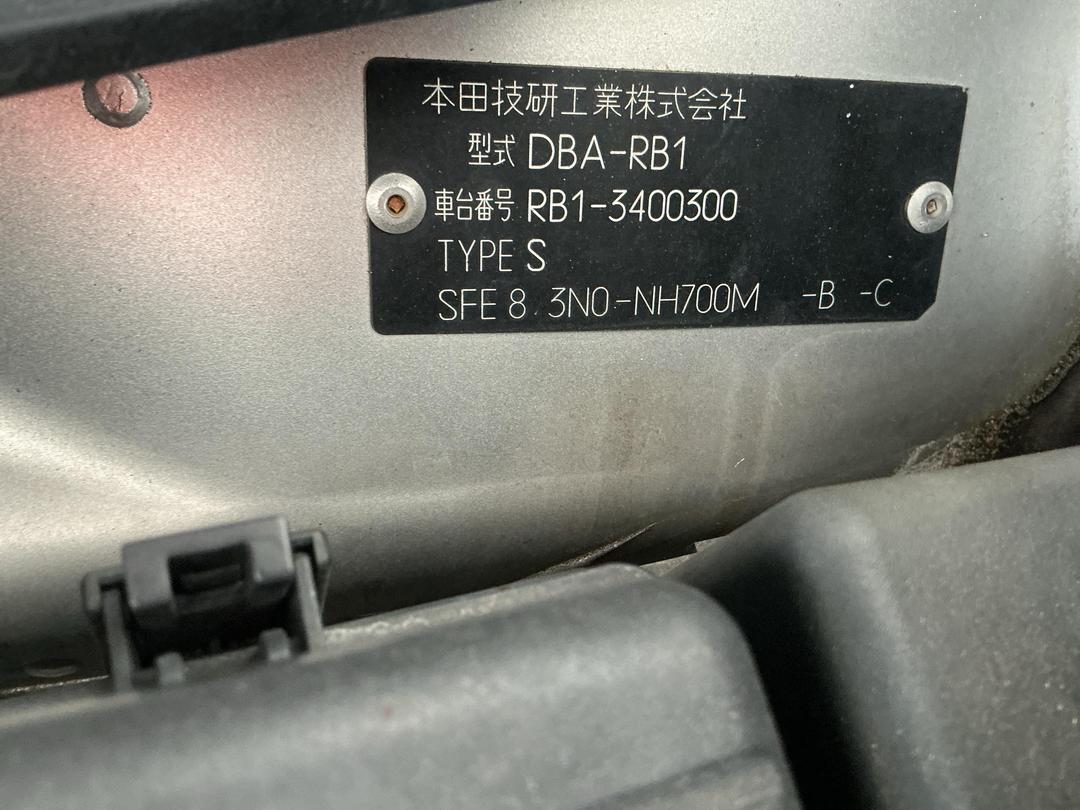 本田技研工業株式会社
型式 DBA-RB1
車台番号 RB1-3400300
TYPE S
SFE 8 3N0-NH700M -B -C